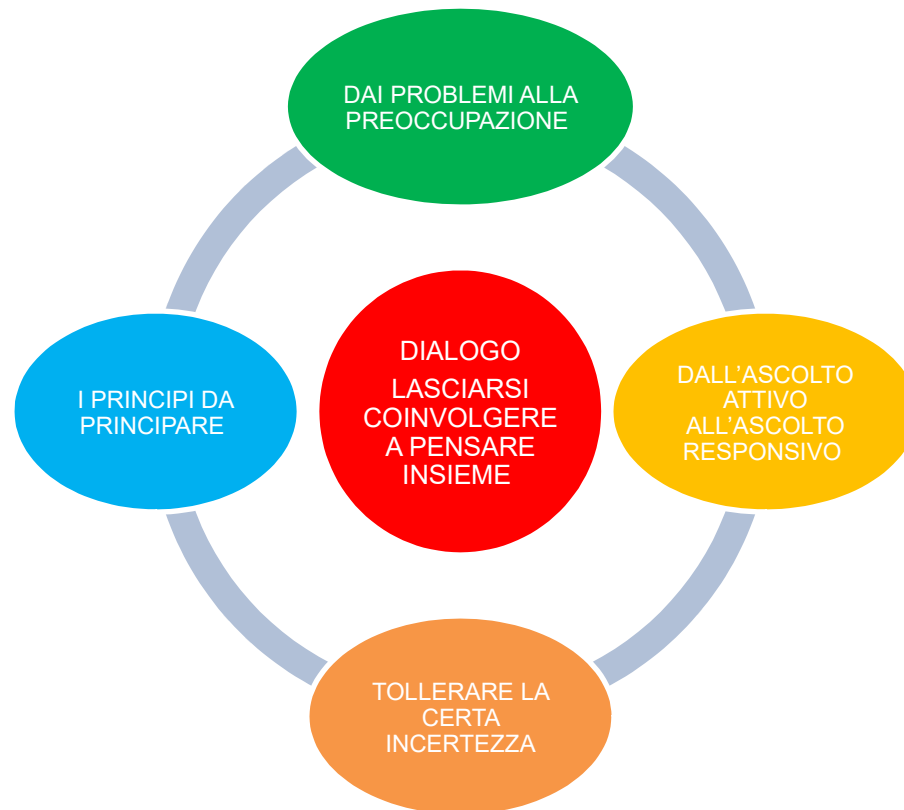 DAI PROBLEMI ALLA
PREOCCUPAZIONE
I PRINCIPI DA
PRINCIPARE
DIALOGO
LASCIARSI
COINVOLGERE
A PENSARE
INSIEME
DALL’ASCOLTO
ATTIVO
ALL’ASCOLTO
RESPONSIVO
TOLLERARE LA
CERTA
INCERTEZZA